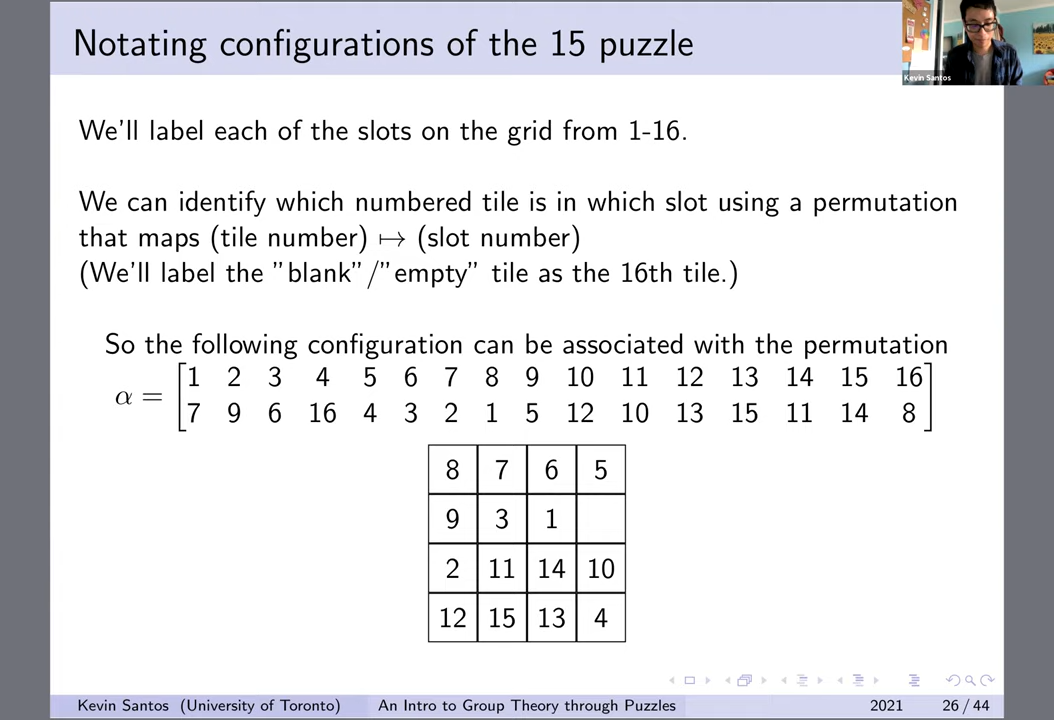 Notating configurations of the 15 puzzle
Kevin Santos
We'll label each of the slots on the grid from 1-16.
We can identify which numbered tile is in which slot using a permutation
that maps (tile number) ↦ (slot number)
(We'll label the "blank"/"empty" tile as the 16th tile.)
So the following configuration can be associated with the permutation
1 2 3 4 5 6 7 8 9 10 11 12 13 14 15 16
α =
7 9 6 16 4 3 2 1 5 12 10 13 15 11 14 8
8 7 6 5
9 3 1
2 11 14 10
12 15 13 4
Kevin Santos (University of Toronto) An Intro to Group Theory through Puzzles 2021 26 / 44